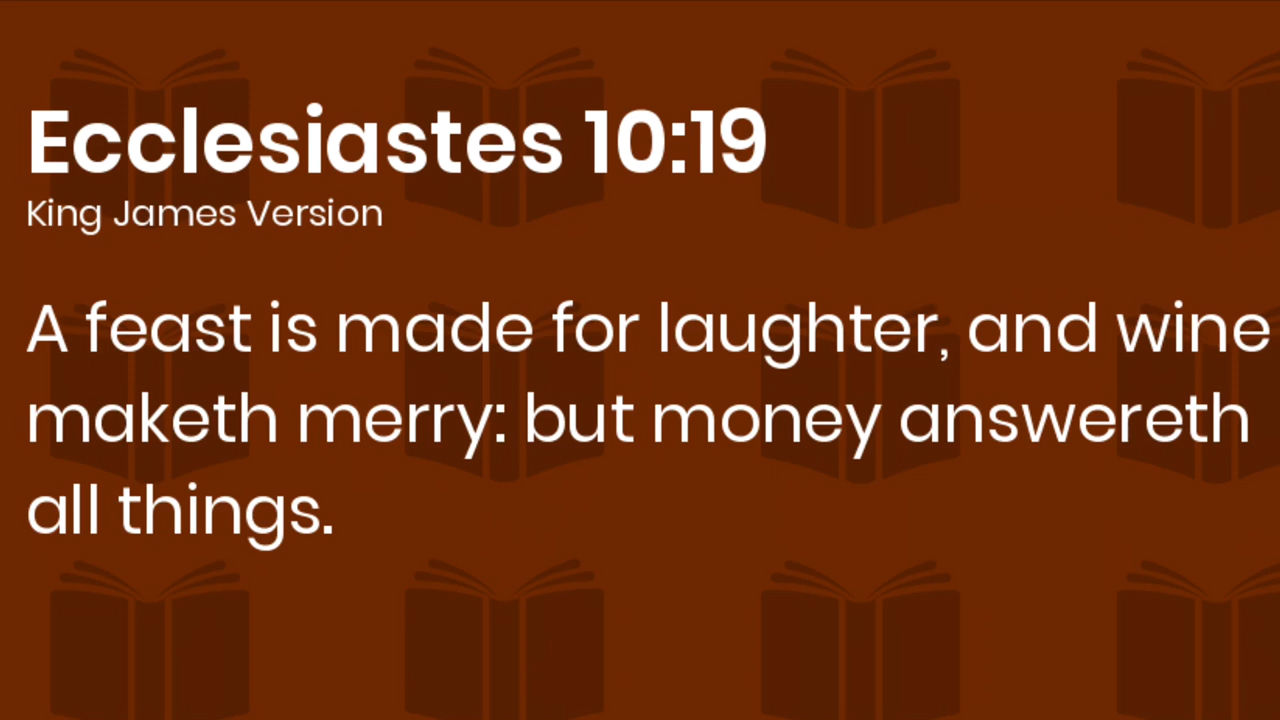 Ecclesiastes 10:19
King James Version
A feast is made for laughter, and wine
maketh merry: but money answereth
all things.